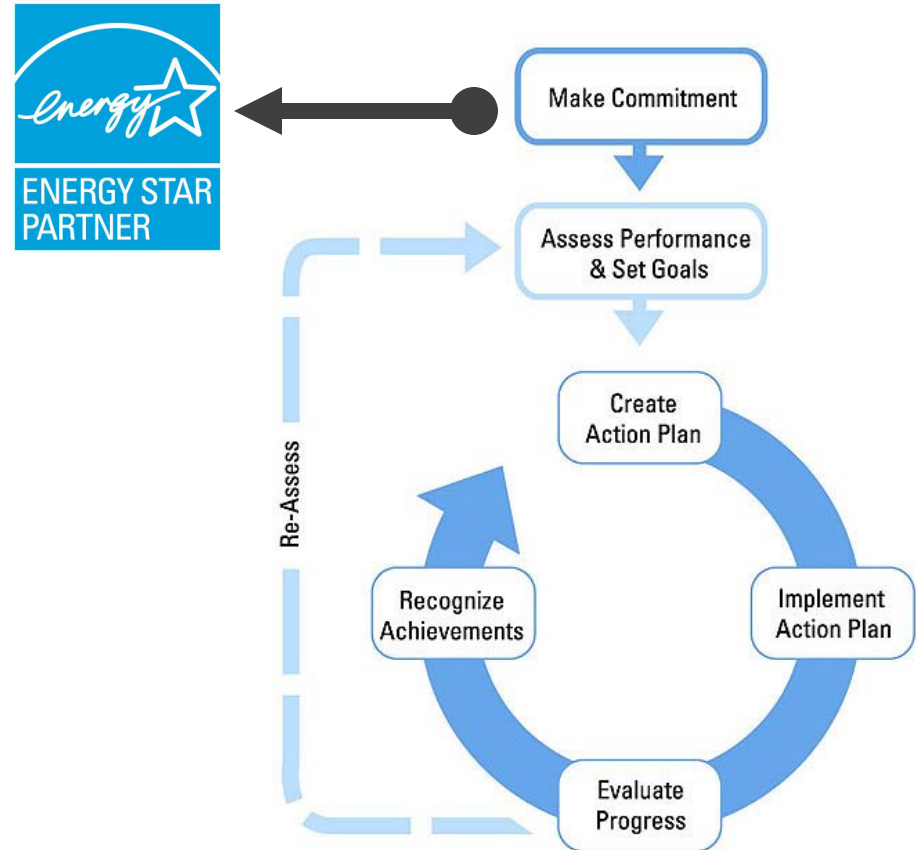 energy
ENERGY STAR
PARTNER
Make Commitment
Assess Performance
& Set Goals
Create
Action Plan
Re-Assess
Recognize
Achievements
Implement
Action Plan
Evaluate
Progress